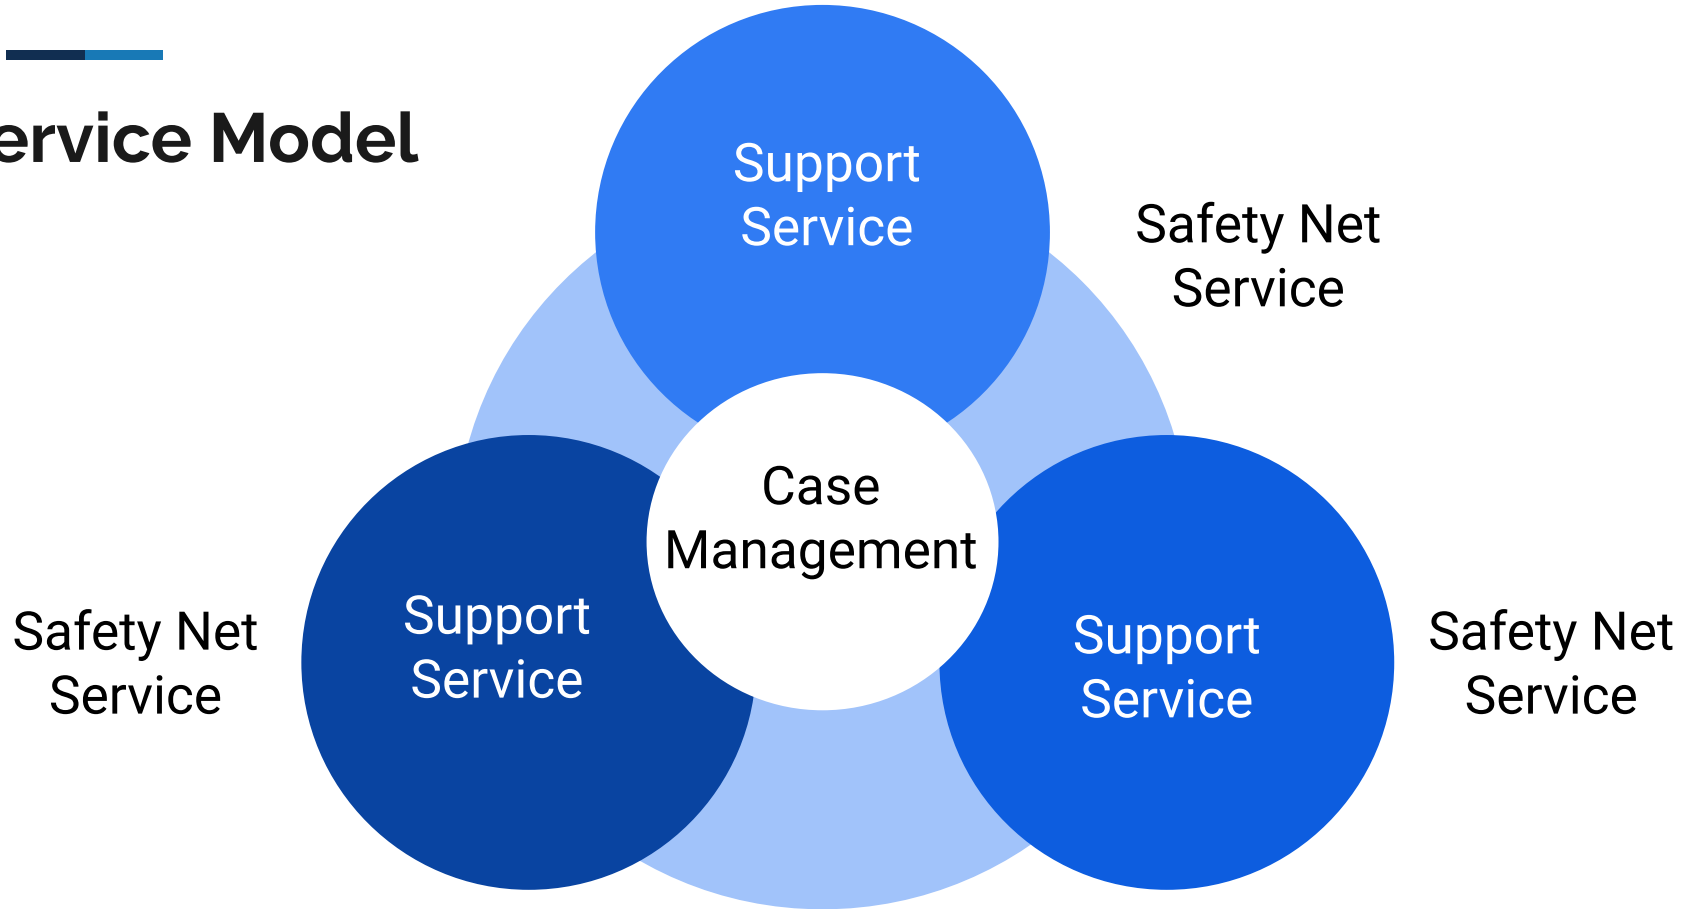 ervice Model
Support
Service
Safety Net
Service
Case
Management
Support
Service
Support
Service
Safety Net
Service
Safety Net
Service